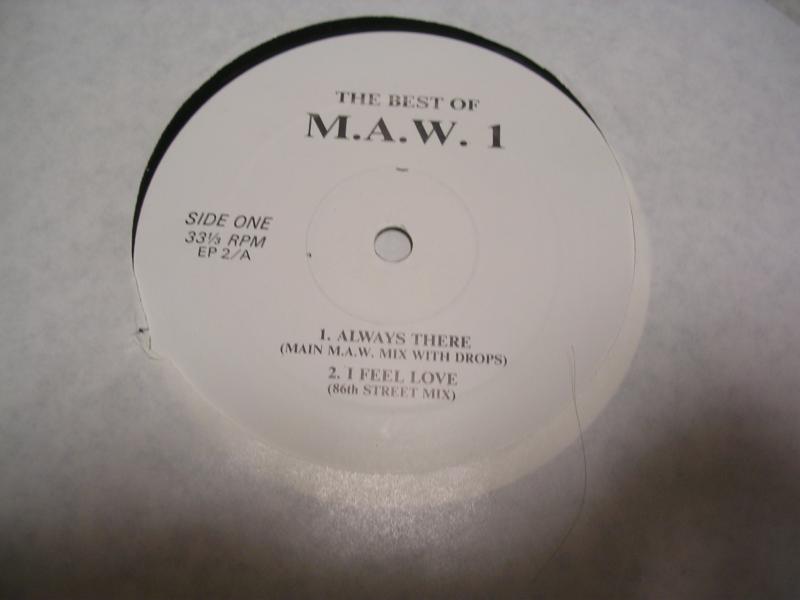 THE BEST OF
M.A.W. 1
SIDE ONE
33⅓ RPM
EP 2/A
1. ALWAYS THERE
(MAIN M.A.W. MIX WITH DROPS)
2. I FEEL LOVE
(86th STREET MIX)